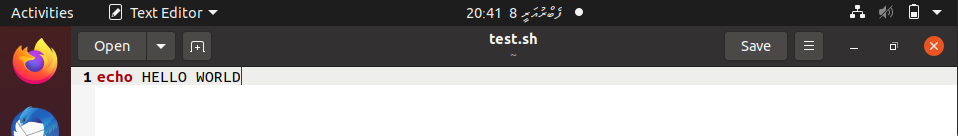 Activities
Text Editor
20:41 8 ފެބްރުއަރީ
Open
test.sh
~
Save
1 echo HELLO WORLD